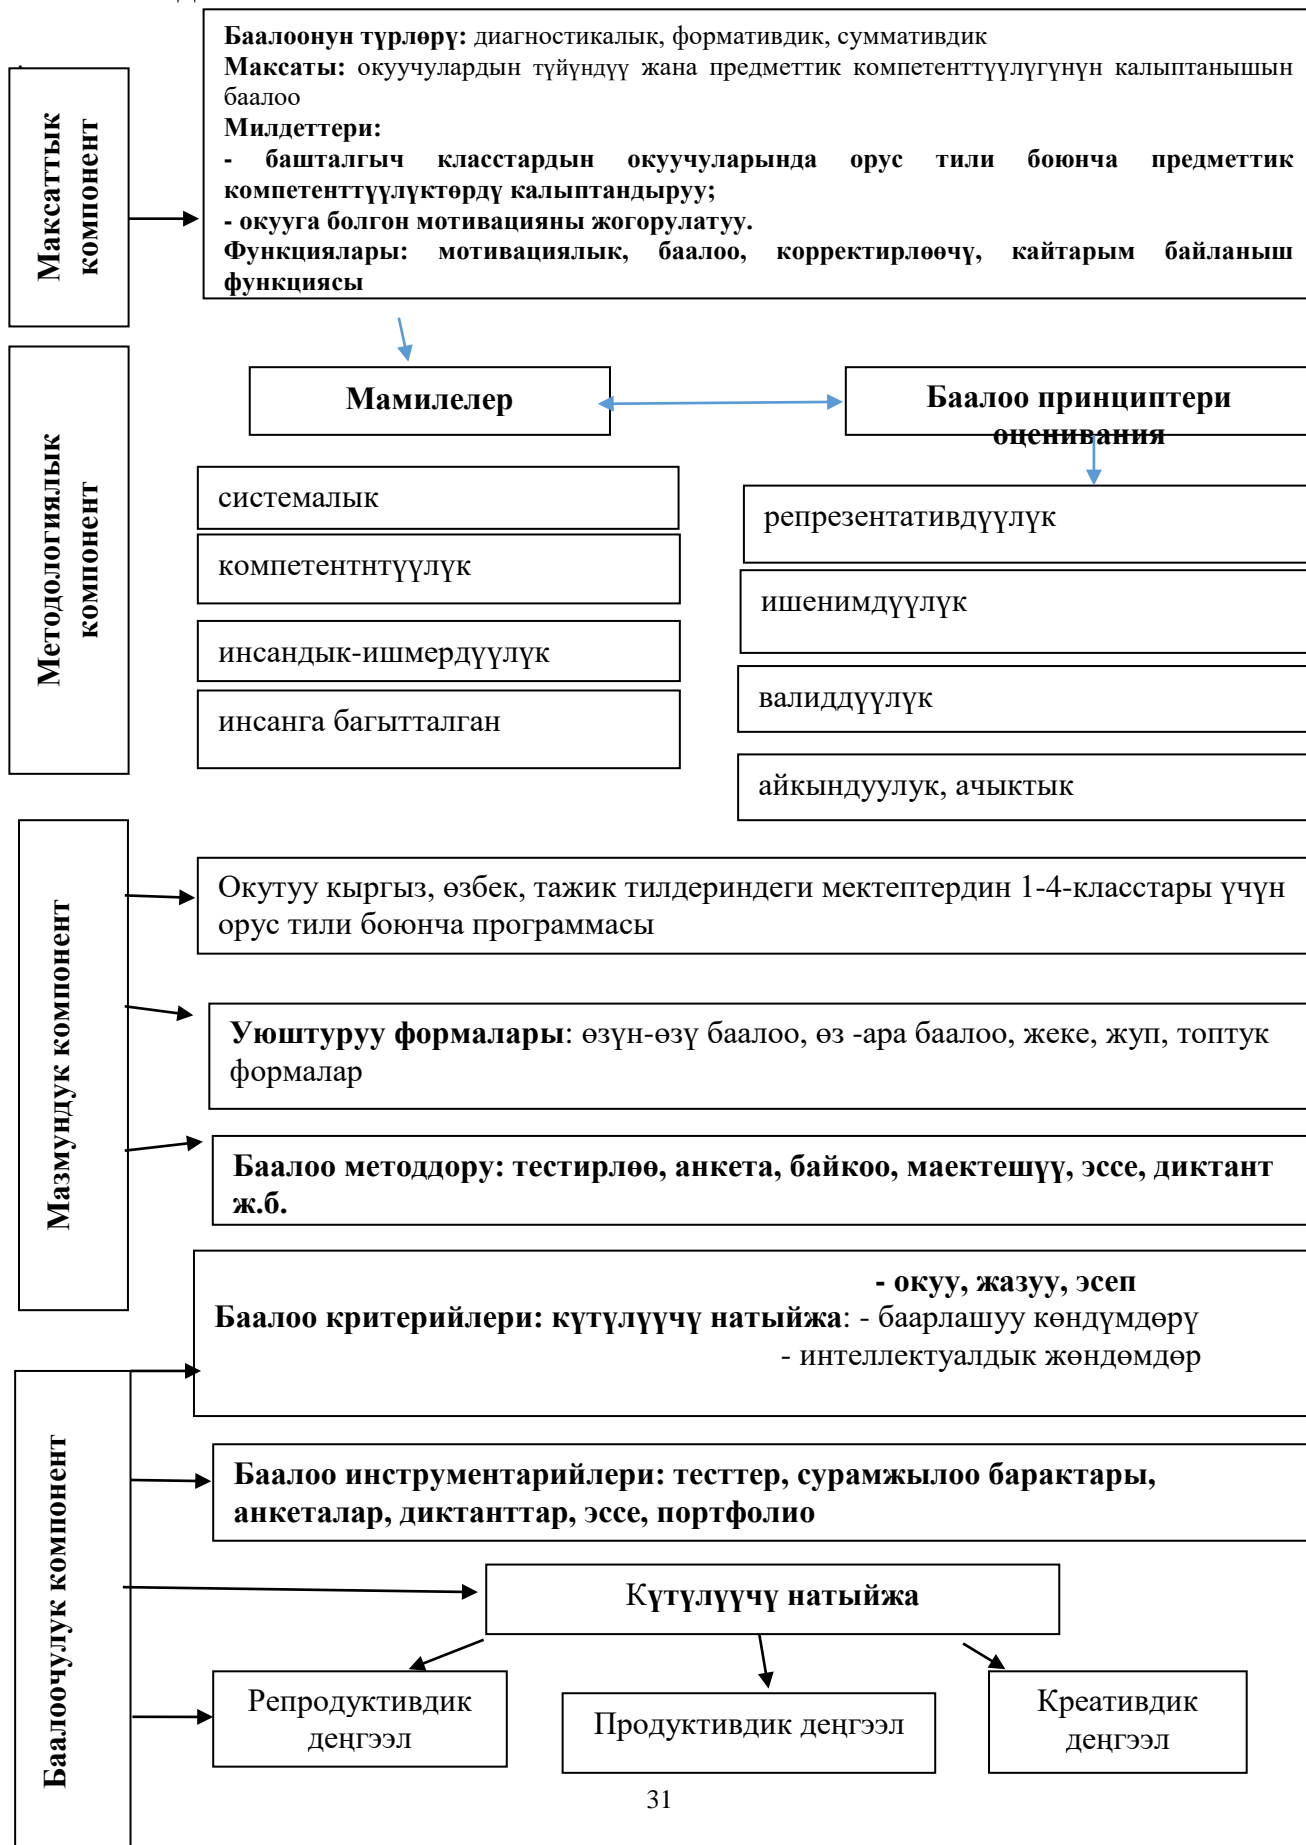 Баалоонун түрлөрү: диагностикалык, формативдик, суммативдик
Максаты: окуучулардын түйүндүү жана предметтик компетенттүүлүгүнүн калыптанышын
баалоо
Милдеттери:
- башталгыч класстардын окуучуларында орус тили боюнча предметтик
компетенттүүлүктөрдү калыптандыруу;
- окууга болгон мотивацияны жогорулатуу.
Функциялары: мотивациялык, баалоо, корректирлөөчү, кайтарым байланыш
функциясы
Максаттык
компонент
Методологиялык
компонент
Мамилелер
Баалоо принциптери
оценивания
системалык
компетентнтүүлүк
инсандык-ишмердүүлүк
инсанга багытталган
репрезентативдүүлүк
ишенимдүүлүк
валиддүүлүк
айкындуулук, ачыктык
Мазмундук компонент
Окутуу кыргыз, өзбек, тажик тилдериндеги мектептердин 1-4-класстары үчүн
орус тили боюнча программасы
Уюштуруу формалары: өзүн-өзү баалоо, өз -ара баалоо, жеке, жуп, топтук
формалар
Баалоо методдору: тестирлөө, анкета, байкоо, маектешүү, эссе, диктант
ж.б.
- окуу, жазуу, эсеп
Баалоо критерийлери: күтүлүүчү натыйжа: - баарлашуу көндүмдөрү
- интеллектуалдык жөндөмдөр
Баалоочулук компонент
Баалоо инструментарийлери: тесттер, сурамжылоо барактары,
анкеталар, диктанттар, эссе, портфолио
Күтүлүүчү натыйжа
Репродуктивдик
деңгээл
Продуктивдик деңгээл
Креативдик
деңгээл
31